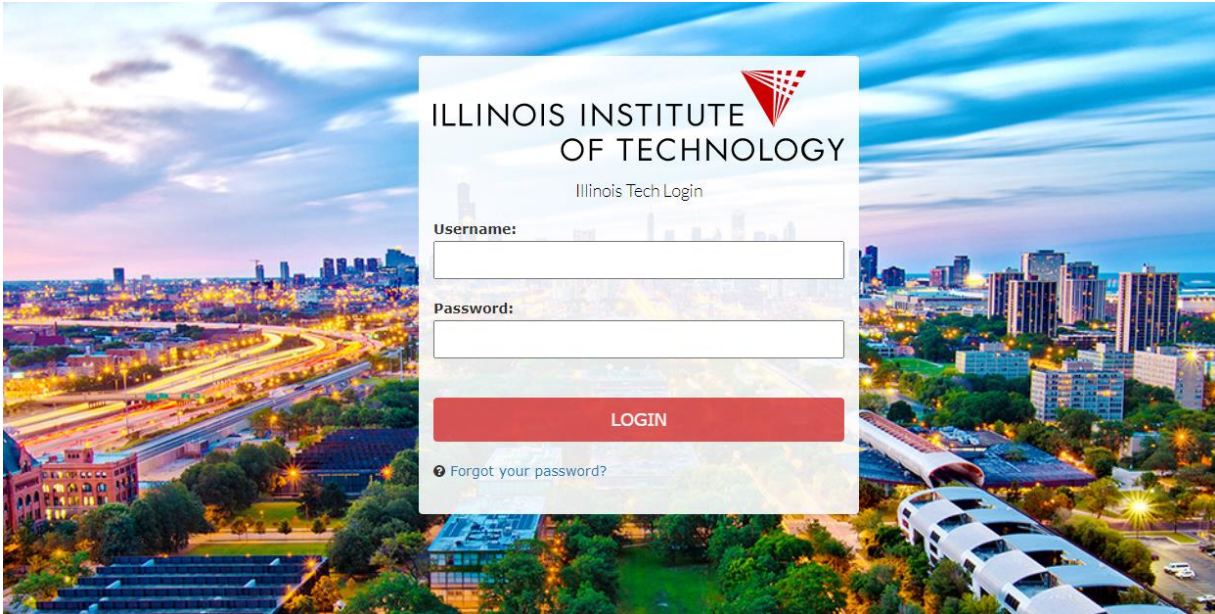 ILLINOIS INSTITUTE
OF TECHNOLOGY
Illinois Tech Login
Username:
Password:
LOGIN
Forgot your password?